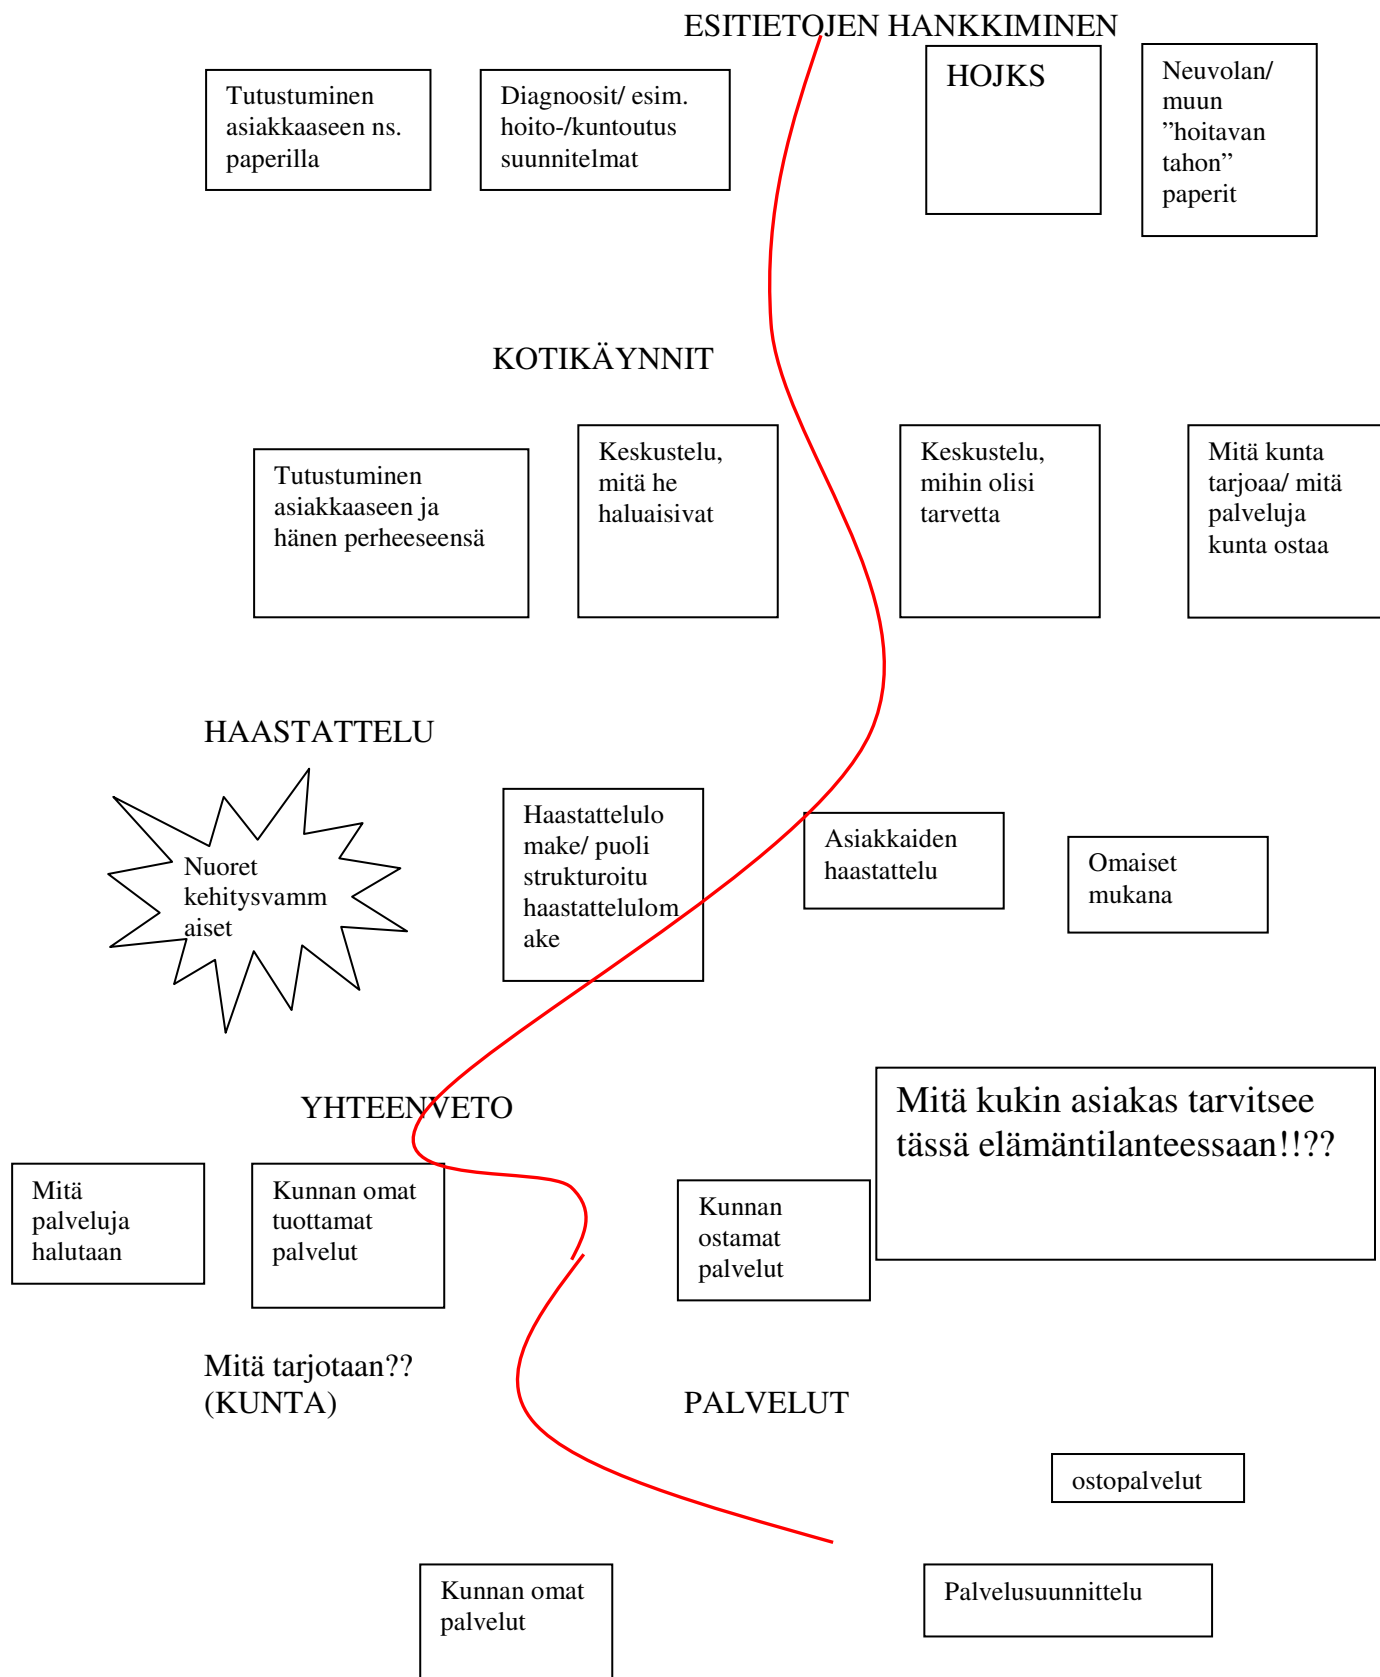 ESITIETOJEN HANKKIMINEN
Tutustuminen
asiakkaaseen ns.
paperilla
Diagnoosit/ esim.
hoito-/kuntoutus
suunnitelmat
HOJKS
Neuvolan/
muun
”hoitavan
tahon”
paperit
KOTIKÄYNNIT
Tutustuminen
asiakkaaseen ja
hänen perheeseensä
Keskustelu,
mitä he
haluaisivat
Keskustelu,
mihin olisi
tarvetta
Mitä kunta
tarjoaa/ mitä
palveluja
kunta ostaa
HAASTATTELU
Nuoret
kehitysvamm
aiset
Haastattelulo
make/ puoli
strukturoitu
haastattelulom
ake
Asiakkaiden
haastattelu
Omaiset
mukana
YHTEENVETO
Mitä kukin asiakas tarvitsee
tässä elämäntilanteessaan!!??
Mitä
palveluja
halutaan
Kunnan omat
tuottamat
palvelut
Kunnan
ostamat
palvelut
Mitä tarjotaan??
(KUNTA)
PALVELUT
ostopalvelut
Kunnan omat
palvelut
Palvelusuunnittelu